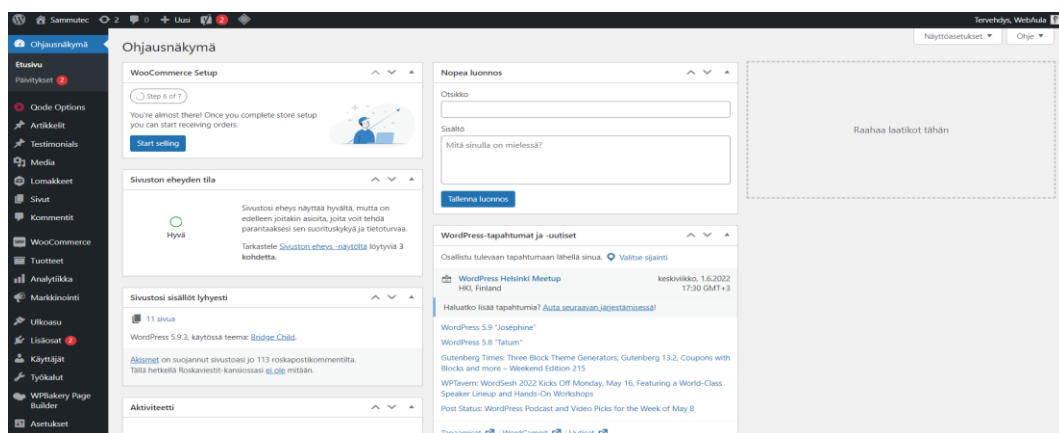 Sammutec 2 0 + Uusi 2
Tervehdys, WebAula
Näyttöasetukset ▼ Ohje ▼
Ohjausnäkymä
Etusivu
Päivitykset 2
Qode Options
Artikkelit
Testimonials
Media
Lomakkeet
Sivut
Kommentit
WooCommerce
Tuotteet
Analytiikka
Markkinointi
Ulkoasu
Lisäosat 2
Käyttäjät
Työkalut
WPBakery Page
Builder
Asetukset
Ohjausnäkymä
WooCommerce Setup
Step 6 of 7
You're almost there! Once you complete store setup
you can start receiving orders.
Start selling
Sivuston eheyden tila
Hyvä
Sivustosi eheys näyttää hyvältä, mutta on
edelleen joitakin asioita, joita voit tehdä
parantaaksesi sen suorituskykyä ja tietoturvaa.
Tarkastele Sivuston eheys -näytöltä löytyviä 3
kohdetta.
Sivustosi sisällöt lyhyesti
11 sivua
WordPress 5.9.3, käytössä teema: Bridge Child.
Akismet on suojannut sivustoasi jo 113 roskapostikommentilta.
Tällä hetkellä Roskaviestit-kansiossasi ei ole mitään.
Aktiviteetti
Nopea luonnos
Otsikko
Sisältö
Mitä sinulla on mielessä?
Tallenna luonnos
WordPress-tapahtumat ja -uutiset
Osallistu tulevaan tapahtumaan lähellä sinua. Valitse sijainti
WordPress Helsinki Meetup keskiviikko, 1.6.2022
HKI, Finland 17:30 GMT+3
Haluatko lisää tapahtumia? Auta seuraavan järjestämisessä!
WordPress 5.9 "Joséphine"
WordPress 5.8 "Tatum"
Gutenberg Times: Three Block Theme Generators, Gutenberg 13.2, Coupons with
Blocks and more – Weekend Edition 215
WPTavern: WordSesh 2022 Kicks Off Monday, May 16, Featuring a World-Class
Speaker Lineup and Hands-On Workshops
Post Status: WordPress Podcast and Video Picks for the Week of May 8
Raahaa laatikot tähän